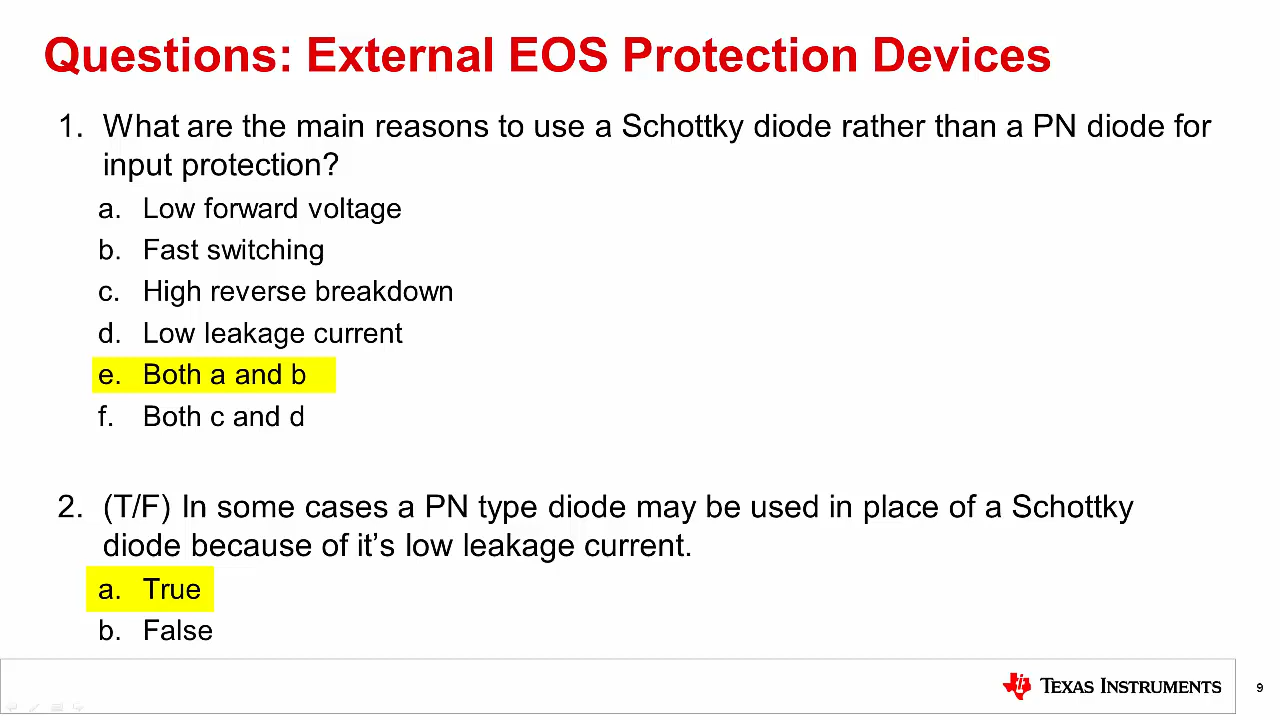 Questions: External EOS Protection Devices
1. What are the main reasons to use a Schottky diode rather than a PN diode for
input protection?
a. Low forward voltage
b. Fast switching
c. High reverse breakdown
d. Low leakage current
e. Both a and b
f. Both c and d
2. (T/F) In some cases a PN type diode may be used in place of a Schottky
diode because of it’s low leakage current.
a. True
b. False
TEXAS INSTRUMENTS
9